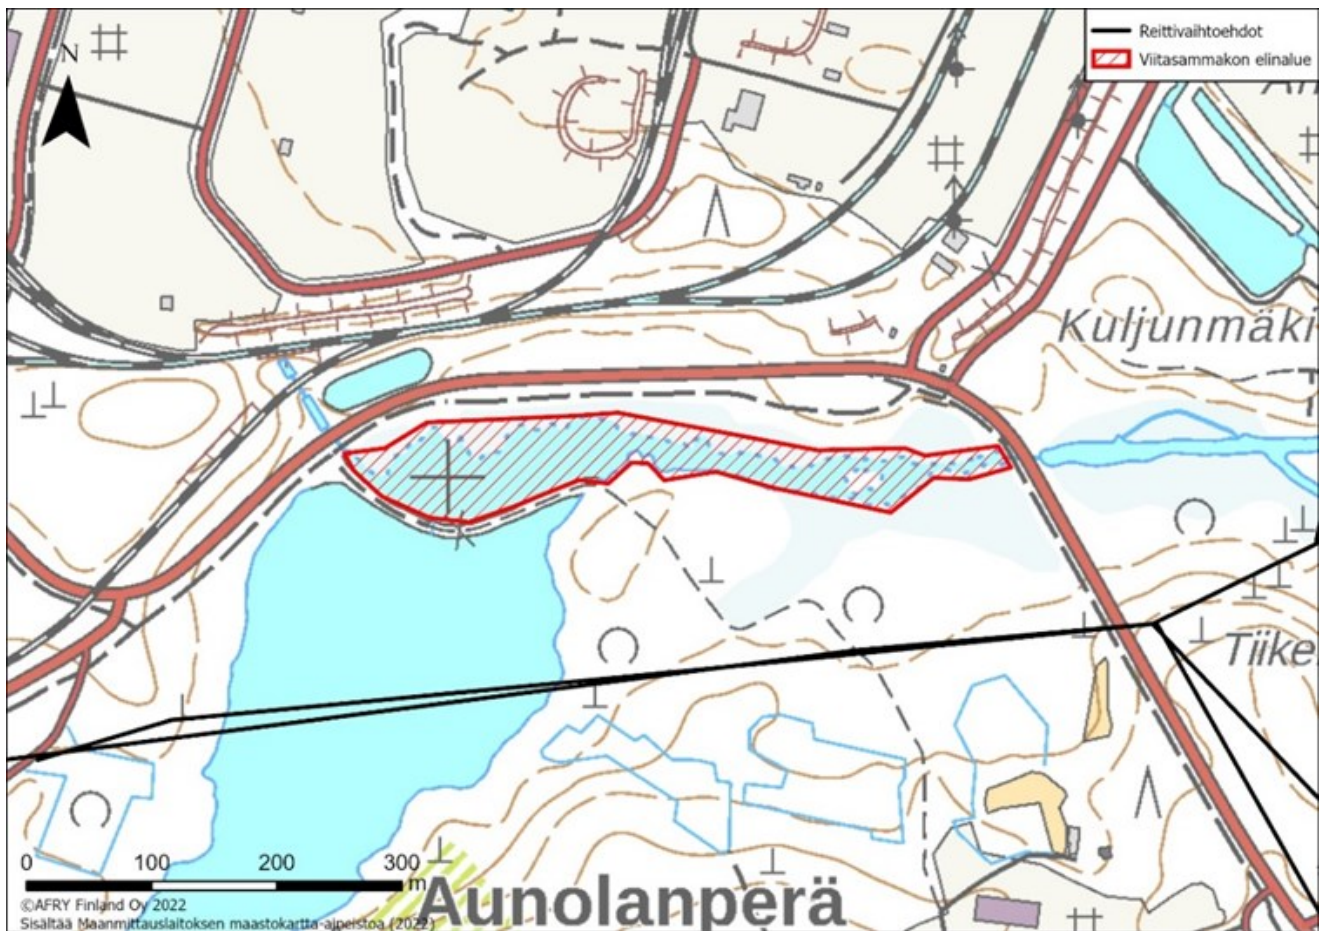 N
Reittivaihtoehdot
Viitasammakon elinalue
Kuljunmäki
Tiike
0 100 200 300
m
©AFRY Finland Oy 2022
Sisältää Maanmittauslaitoksen maastokartta-aineistoa (2022)
Aunolanperä